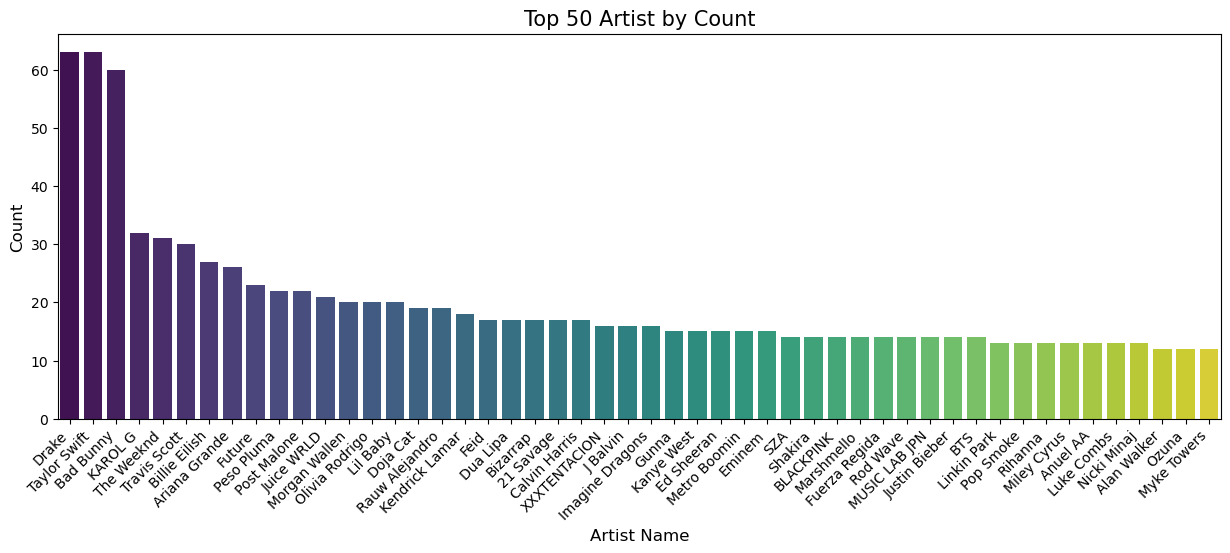 Top 50 Artist by Count
Count
60
50
40
30
20
10
0
Drake
Taylor Swift
Bad Bunny
KAROL G
The Weeknd
Travis Scott
Billie Eilish
Ariana Grande
Future
Peso Pluma
Post Malone
Juice WRLD
Morgan Wallen
Olivia Rodrigo
Lil Baby
Doja Cat
Rauw Alejandro
Kendrick Lamar
Feid
Dua Lipa
Bizarrap
21 Savage
Calvin Harris
XXXTENTACION
J Balvin
Imagine Dragons
Gunna
Kanye West
Ed Sheeran
Metro Boomin
Eminem
SZA
Shakira
BLACKPINK
Marshmello
Fuerza Regida
Rod Wave
MUSIC LAB JPN
Justin Bieber
BTS
Linkin Park
Pop Smoke
Rihanna
Miley Cyrus
Anuel AA
Luke Combs
Nicki Minaj
Alan Walker
Ozuna
Myke Towers
Artist Name